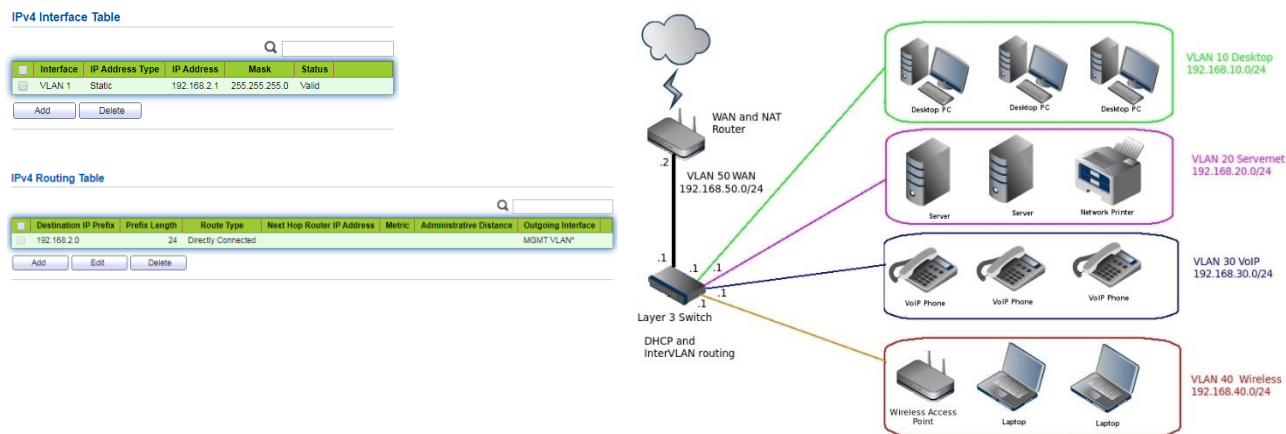 IPv4 Interface Table
Interface IP Address Type IP Address Mask Status
VLAN 1 Static 192.168.2.1 255.255.255.0 Valid
Add Delete
IPv4 Routing Table
Destination IP Prefix Prefix Length Route Type Next Hop Router IP Address Metric Administrative Distance Outgoing Interface
192.168.2.0 24 Directly Connected MGMT VLAN*
Add Edit Delete
WAN and NAT
Router
.2
VLAN 50 WAN
192.168.50.0/24
.1
.1
.1
.1
.1
Layer 3 Switch
DHCP and
InterVLAN routing
Desktop PC
Desktop PC
Desktop PC
VLAN 10 Desktop
192.168.10.0/24
Server
Server
Network Printer
VLAN 20 Servernet
192.168.20.0/24
VoIP Phone
VoIP Phone
VoIP Phone
VLAN 30 VoIP
192.168.30.0/24
Wireless Access
Point
Laptop
Laptop
VLAN 40 Wireless
192.168.40.0/24